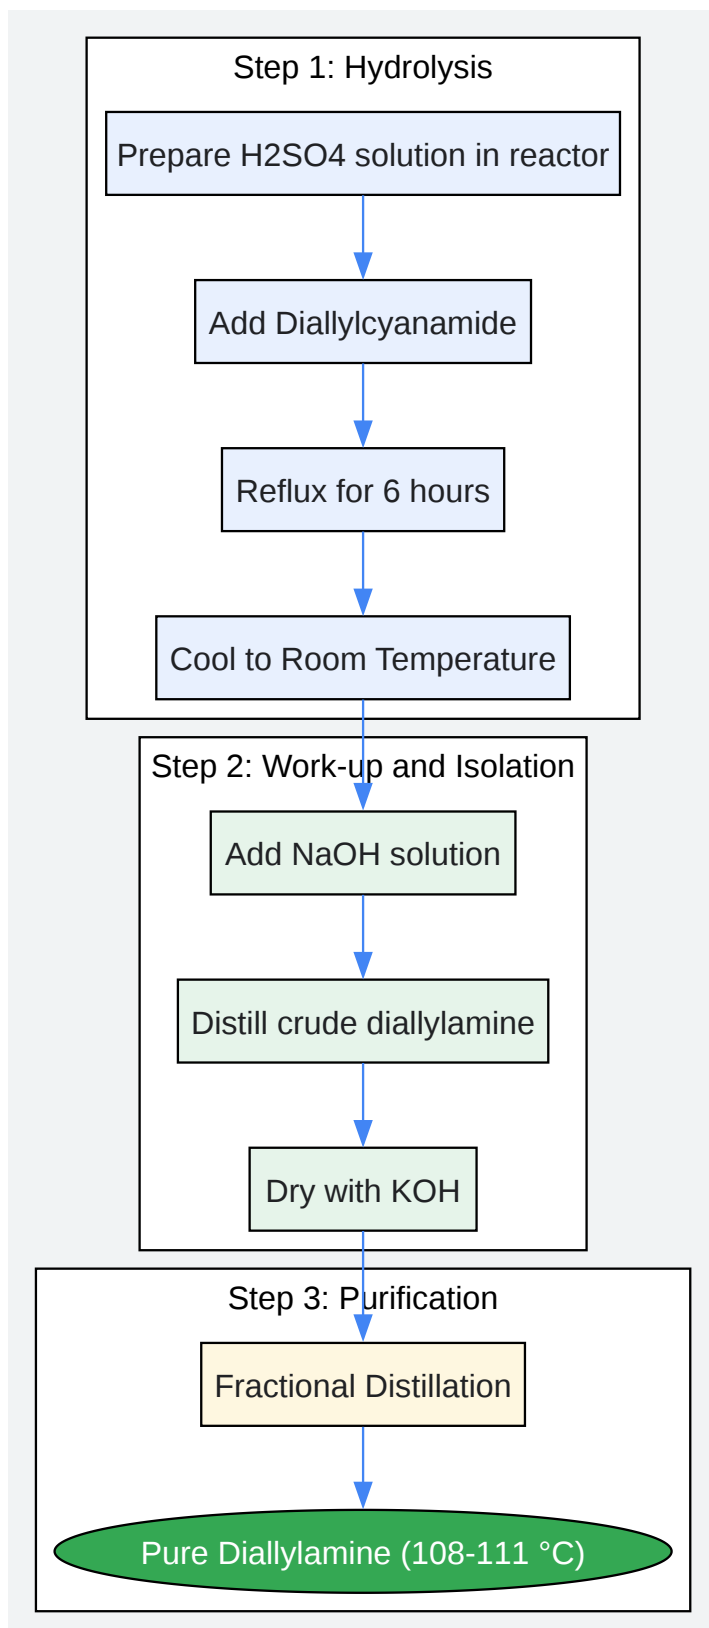 Step 1: Hydrolysis
Prepare H2SO4 solution in reactor
Add Diallylcyanamide
Reflux for 6 hours
Cool to Room Temperature
Step 2: Work-up and Isolation
Add NaOH solution
Distill crude diallylamine
Dry with KOH
Step 3: Purification
Fractional Distillation
Pure Diallylamine (108-111 °C)